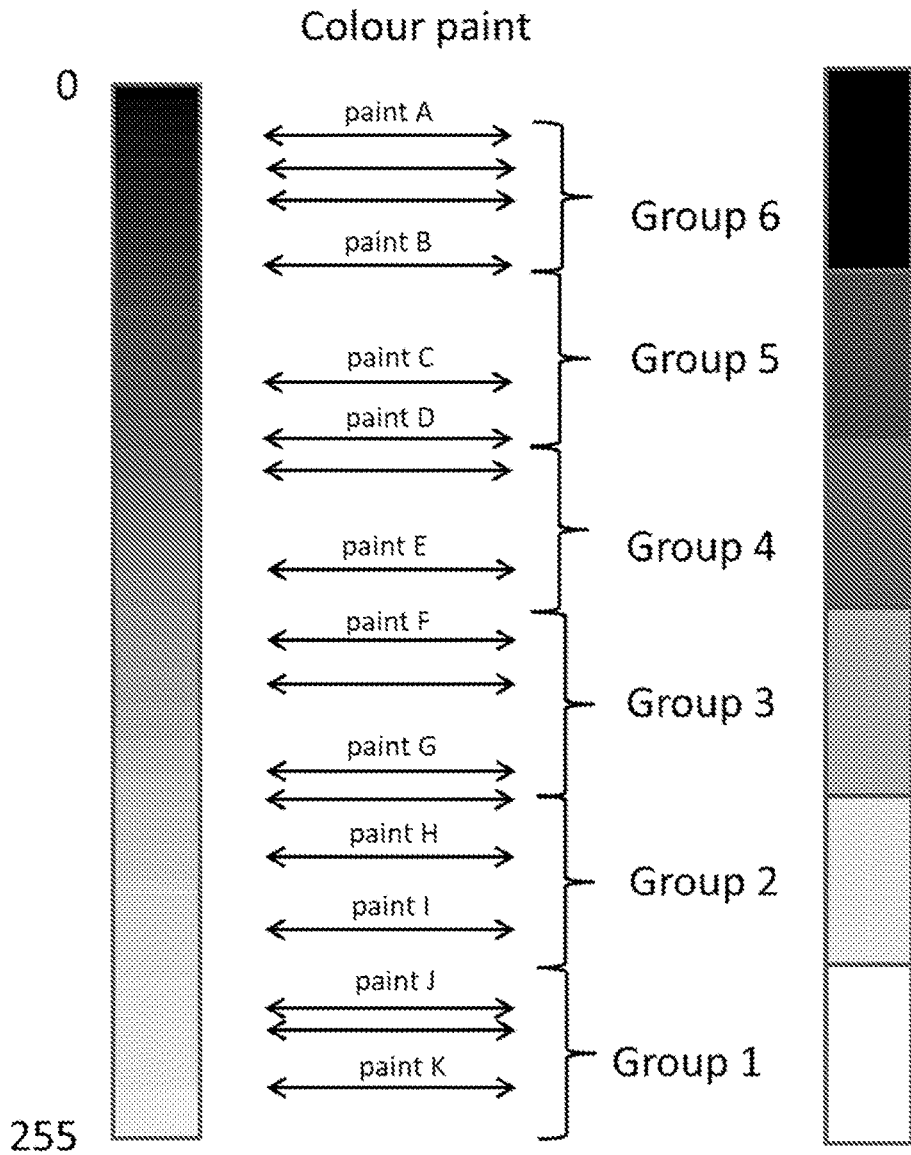 Colour paint
0
paint A
Group 6
paint B
paint C
Group 5
paint D
paint E
Group 4
paint F
Group 3
paint G
paint H
Group 2
paint I
paint J
Group 1
paint K
255